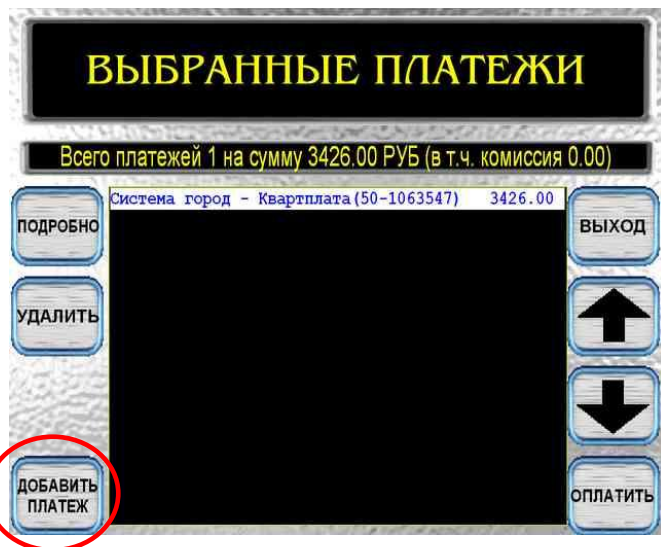 ВЫБРАННЫЕ ПЛАТЕЖИ
Всего платежей 1 на сумму 3426.00 РУБ (в т.ч. комиссия 0.00)
ПОДРОБНО
Система город - Квартплата(50-1063547) 3426.00
ВЫХОД
УДАЛИТЬ
ДОБАВИТЬ
ПЛАТЕЖ
ОПЛАТИТЬ